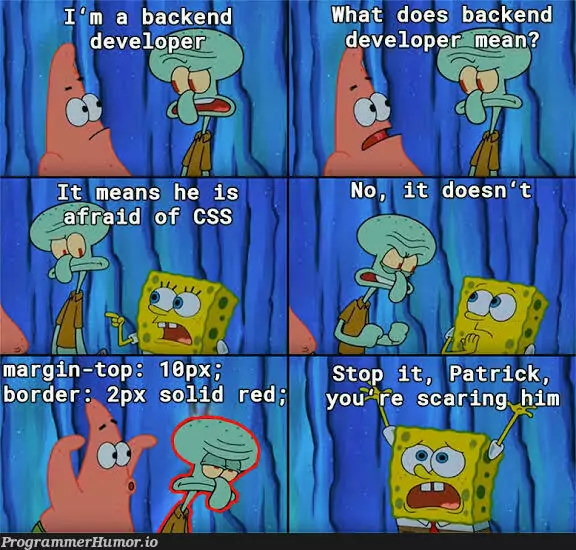 I'm a backend
developer
What does backend
developer mean?
It means he is
afraid of CSS
No, it doesn't
margin-top: 10px;
border: 2px solid red;
Stop it, Patrick,
you're scaring him
ProgrammerHumor.io